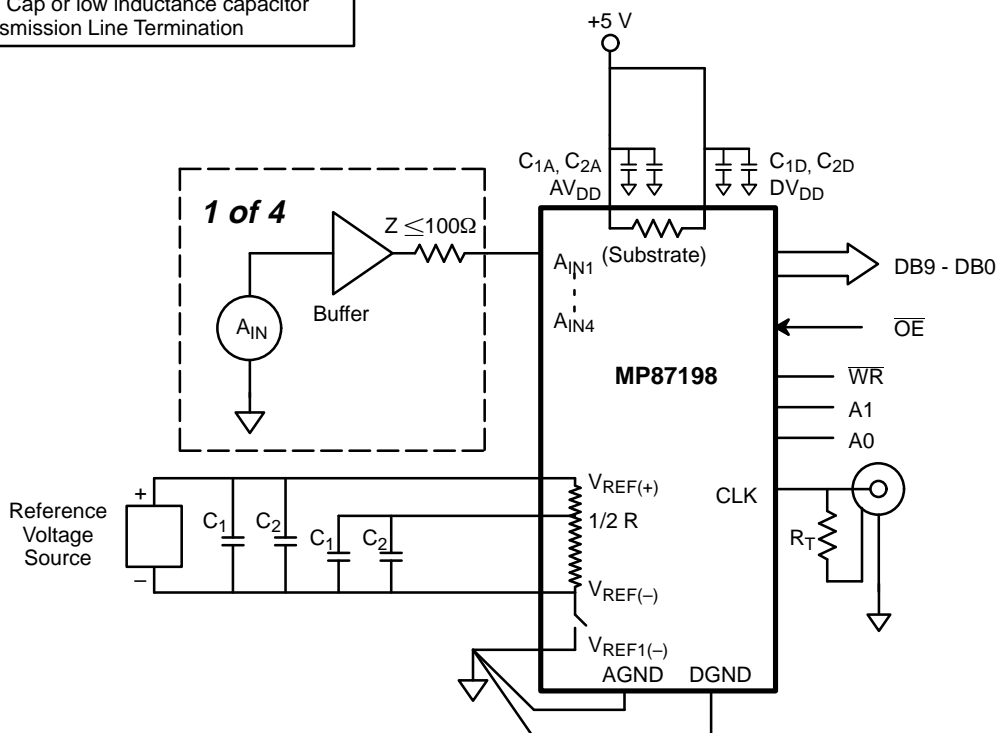 Cap or low inductance capacitor
smission Line Termination
+5 V
C1A, C2A
AVDD
C1D, C2D
DVDD
1 of 4
Z ≤100Ω
Buffer
AIN
(Substrate)
AIN1
AIN4
MP87198
DB9 - DB0
OE
WR
A1
A0
CLK
RT
Reference
Voltage
Source
+
–
C1
C2
C1
C2
VREF(+)
1/2 R
VREF(–)
VREF1(–)
AGND
DGND